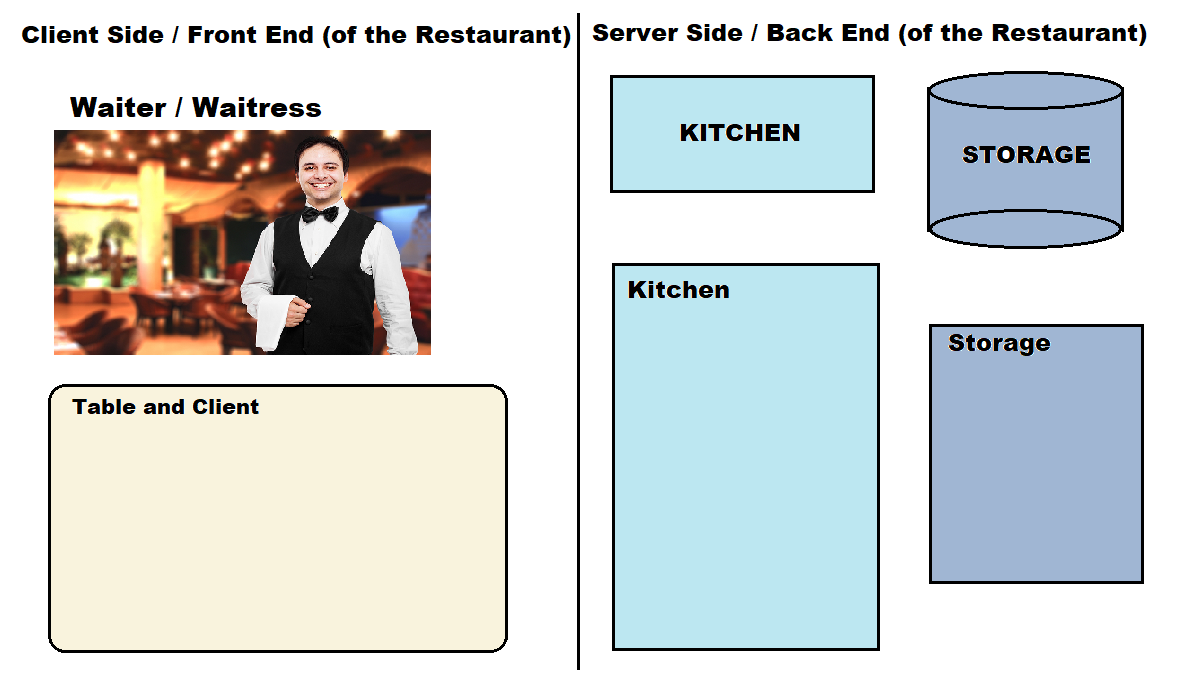 Client Side / Front End (of the Restaurant)
Server Side / Back End (of the Restaurant)
Waiter / Waitress
KITCHEN
STORAGE
Kitchen
Storage
Table and Client